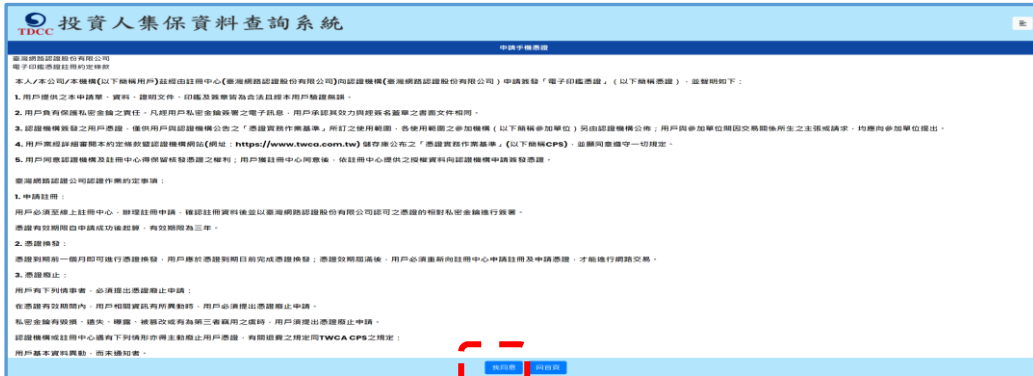 TDCC 投資人集保資料查詢系統
申請手機憑證
臺灣網路認證股份有限公司
電子印鑑憑證註冊約定條款
本人/本公司/本機構(以下簡稱用戶)茲經由註冊中心(臺灣網路認證股份有限公司)向認證機構(臺灣網路認證股份有限公司)申請簽發「電子印鑑憑證」(以下簡稱憑證),並聲明如下:
1. 用戶提供之本申請單、資料、證明文件、印鑑及簽章皆為合法且經本用戶驗證無誤。
2. 用戶負有保護私密金鑰之責任。凡經用戶私密金鑰簽署之電子訊息,用戶承認其效力與經簽名蓋章之書面文件相同。
3. 認證機構簽發之用戶憑證,僅供用戶與認證機構公告之「憑證實務作業基準」所訂之使用範圍,各使用範圍之參加機構(以下簡稱參加單位)另由認證機構公佈;用戶與參加單位間因交易關係所生之主張或請求,均應向參加單位提出。
4. 用戶業經詳細審閱本約定條款暨認證機構網站(網址:https://www.twca.com.tw) 儲存庫公布之「憑證實務作業基準」(以下簡稱CPS),並願同意遵守一切規定。
5. 用戶同意認證機構及註冊中心得保留核發憑證之權利;用戶獲註冊中心同意後,依註冊中心提供之授權資料向認證機構申請簽發憑證。
臺灣網路認證公司認證作業約定事項:
1. 申請註冊:
用戶必須至線上註冊中心,辦理註冊申請,確認註冊資料後並以臺灣網路認證股份有限公司認可之憑證的相對私密金鑰進行簽署。
憑證有效期限自申請成功後起算,有效期限為三年。
2. 憑證換發:
憑證到期前一個月即可進行憑證換發,用戶應於憑證到期日前完成憑證換發;憑證效期屆滿後,用戶必須重新向註冊中心申請註冊及申請憑證,才能進行網路交易。
3. 憑證廢止:
用戶有下列情事者,必須提出憑證廢止申請:
在憑證有效期間內,用戶相關資訊有所異動時,用戶必須提出憑證廢止申請。
私密金鑰有毀損、遺失、曝露、被篡改或有為第三者竊用之虞時,用戶須提出憑證廢止申請。
認證機構或註冊中心遇有下列情形亦得主動廢止用戶憑證,有關退費之規定同TWCA CPS之規定:
用戶基本資料異動,而未通知者。
我同意 回首頁